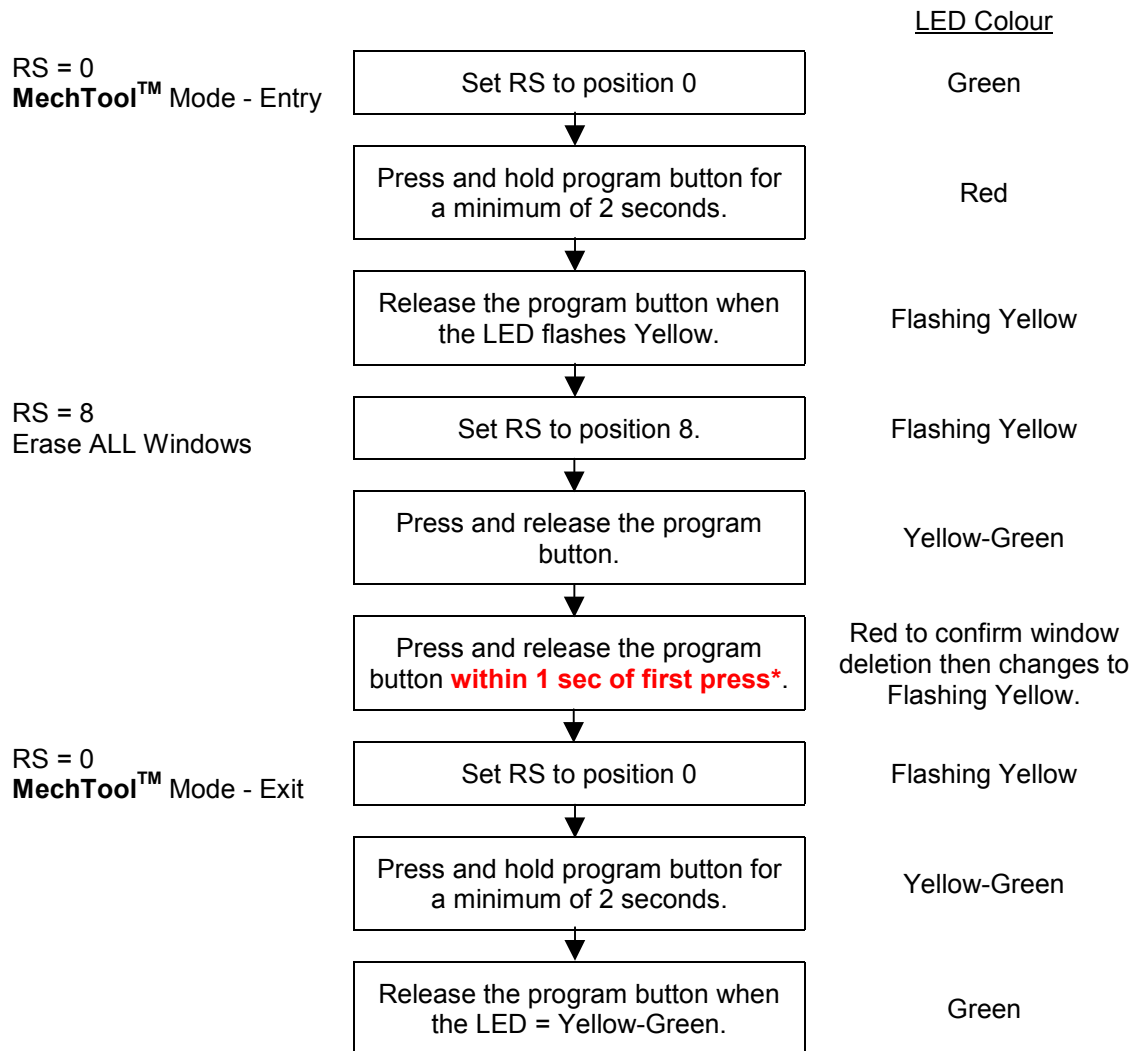 LED Colour
RS = 0
MechTool™ Mode - Entry
Set RS to position 0
Green
Press and hold program button for
a minimum of 2 seconds.
Red
Release the program button when
the LED flashes Yellow.
Flashing Yellow
RS = 8
Erase ALL Windows
Set RS to position 8.
Flashing Yellow
Press and release the program
button.
Yellow-Green
Press and release the program
button within 1 sec of first press*.
Red to confirm window
deletion then changes to
Flashing Yellow.
RS = 0
MechTool™ Mode - Exit
Set RS to position 0
Flashing Yellow
Press and hold program button for
a minimum of 2 seconds.
Yellow-Green
Release the program button when
the LED = Yellow-Green.
Green